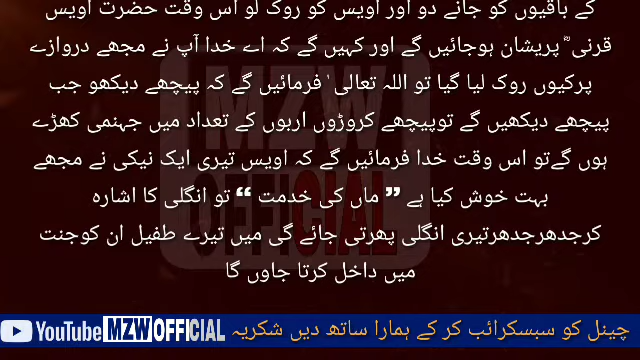 کے باقیوں کو جانے دو اور اویس کو روک لو اس وقت حضرت اویس
قرنی ؓ پریشان ہوجائیں گے اور کہیں گے کہ اے خدا آپ نے مجھے دروازے
پرکیوں روک لیا گیا تو اللہ تعالی ٰ فرمائیں گے کہ پیچھے دیکھو جب
پیچھے دیکھیں گے توپیچھے کروڑوں اربوں کے تعداد میں جہنمی کھڑے
ہوں گےتو اس وقت خدا فرمائیں گے کہ اویس تیری ایک نیکی نے مجھے
بہت خوش کیا ہے ” ماں کی خدمت “ تو انگلی کا اشارہ
کرجدھرجدھرتیری انگلی پھرتی جائے گی میں تیرے طفیل ان کوجنت
میں داخل کرتا جاوں گا
MZW OFFICIAL
YouTube MZW OFFICIAL چینل کو سبسکرائب کر کے ہمارا ساتھ دیں شکریہ